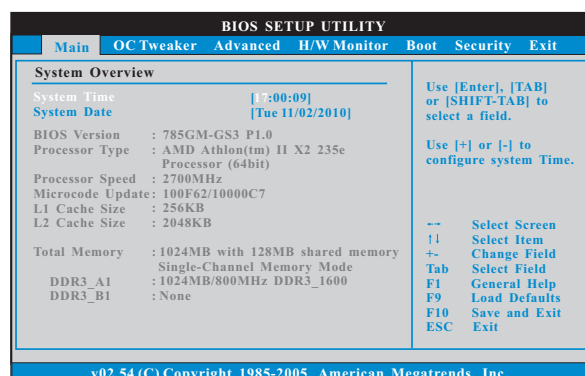 BIOS SETUP UTILITY
Main OC Tweaker Advanced H/W Monitor Boot Security Exit
System Overview
System Time [17:00:09]
System Date [Tue 11/02/2010]
BIOS Version : 785GM-GS3 P1.0
Processor Type : AMD Athlon(tm) II X2 235e
Processor (64bit)
Processor Speed : 2700MHz
Microcode Update : 100F62/10000C7
L1 Cache Size : 256KB
L2 Cache Size : 2048KB
Total Memory : 1024MB with 128MB shared memory
Single-Channel Memory Mode
DDR3_A1 : 1024MB/800MHz DDR3_1600
DDR3_B1 : None
Use [Enter], [TAB]
or [SHIFT-TAB] to
select a field.
Use [+] or [-] to
configure system Time.
←→ Select Screen
↑↓ Select Item
+- Change Field
Tab Select Field
F1 General Help
F9 Load Defaults
F10 Save and Exit
ESC Exit
v02.54 (C) Copyright 1985-2005, American Megatrends, Inc.